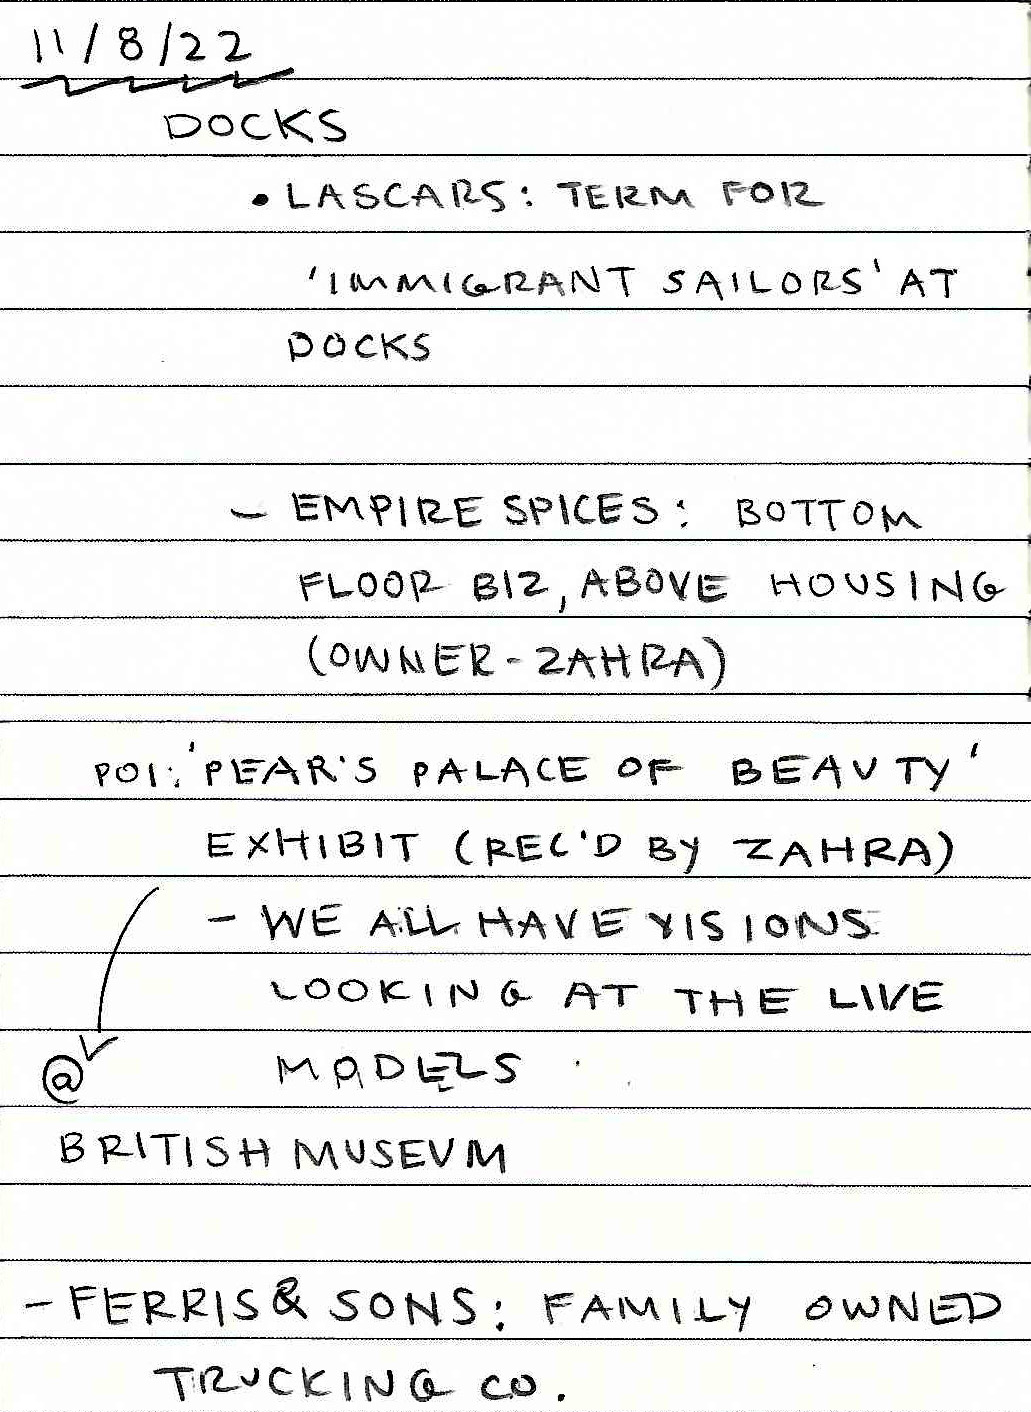 11/8/22
DOCKS
• LASCARS: TERM FOR
'IMMIGRANT SAILORS' AT
DOCKS
- EMPIRE SPICES: BOTTOM
FLOOR BIZ, ABOVE HOUSING
(OWNER - ZAHRA)
POI: 'PEAR'S PALACE OF BEAUTY'
EXHIBIT (REC'D BY ZAHRA)
- WE ALL HAVE VISIONS
LOOKING AT THE LIVE
MODELS
@
BRITISH MUSEUM
- FERRIS & SONS: FAMILY OWNED
TRUCKING CO.